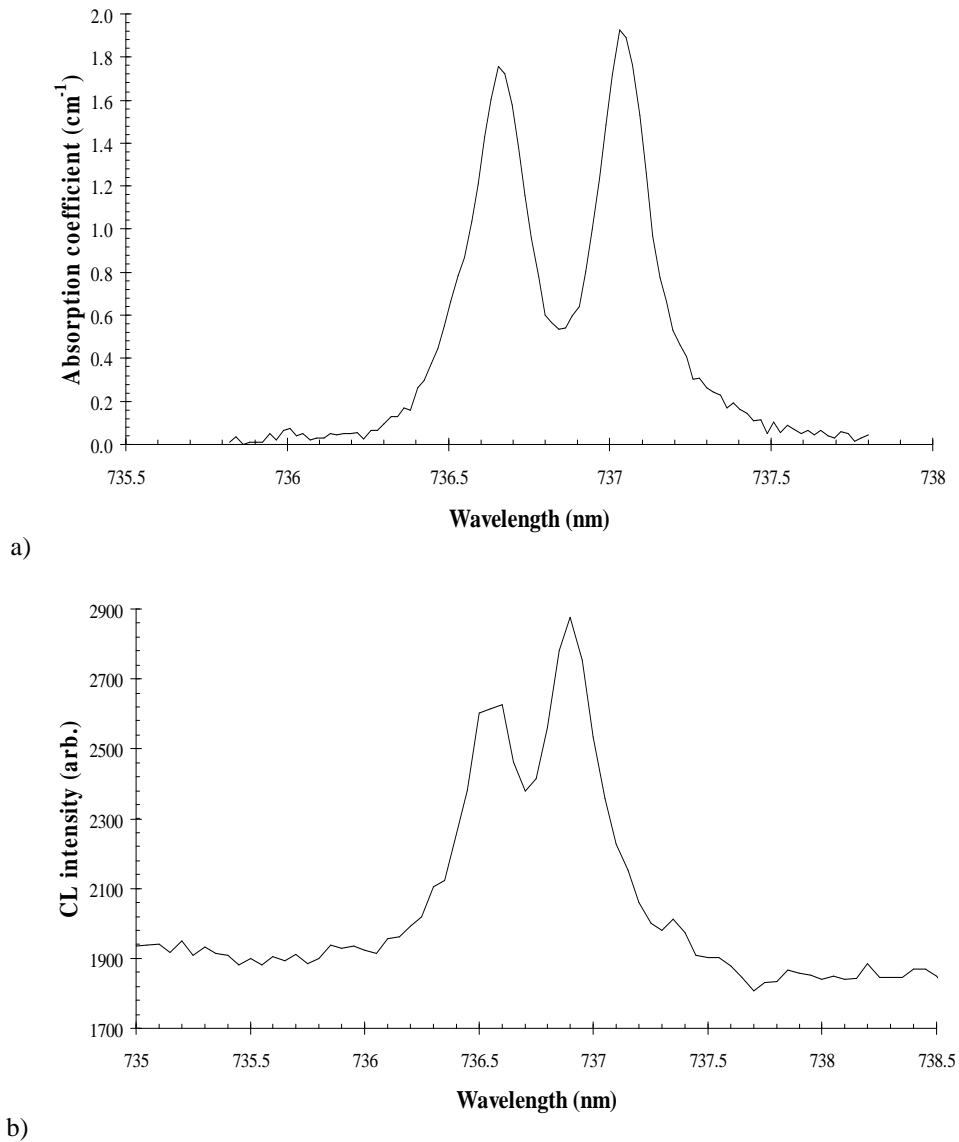 2.0
1.8
1.6
1.4
1.2
1.0
0.8
0.6
0.4
0.2
0.0
Absorption coefficient (cm-1)
735.5 736 736.5 737 737.5 738
Wavelength (nm)
a)
2900
2700
2500
2300
2100
1900
1700
CL intensity (arb.)
735 735.5 736 736.5 737 737.5 738 738.5
Wavelength (nm)
b)